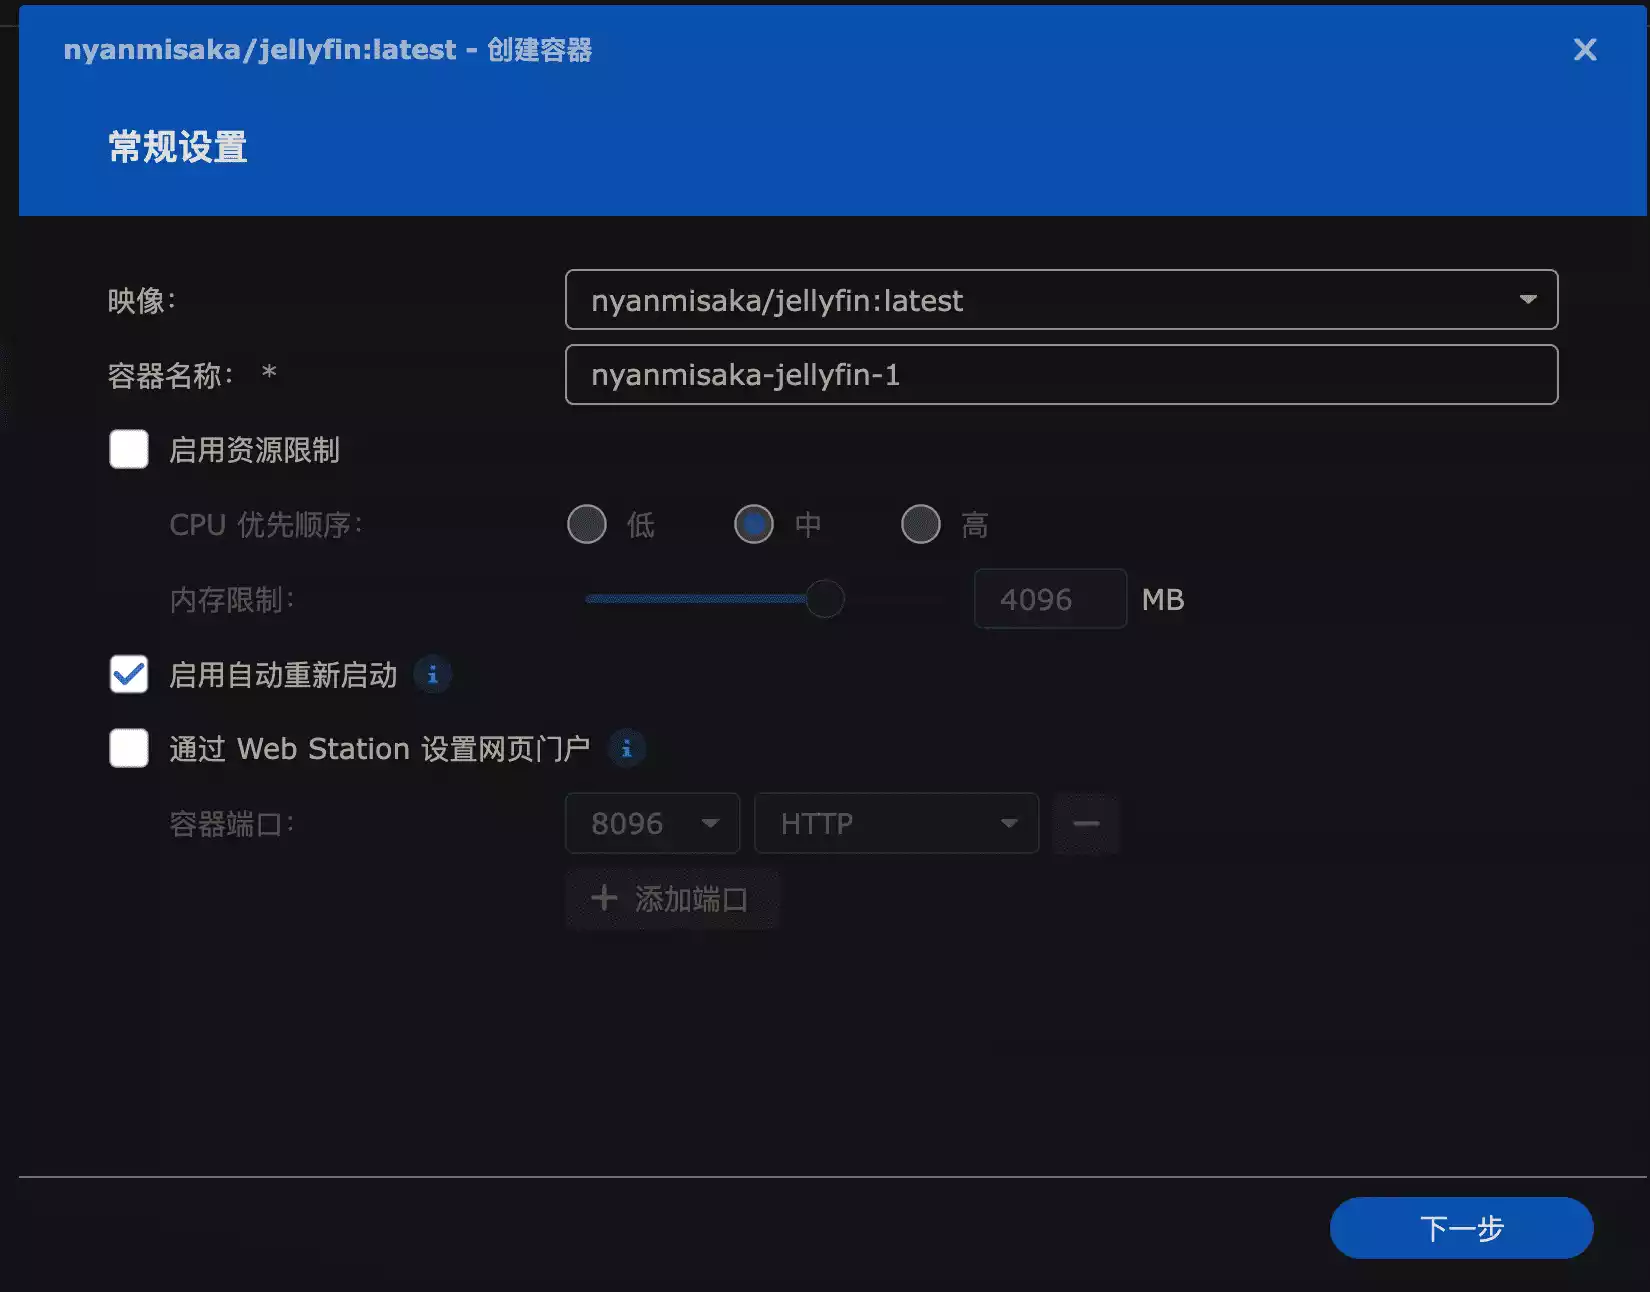 nyanmisaka/jellyfin:latest - 创建容器
常规设置
映像: nyanmisaka/jellyfin:latest
容器名称: * nyanmisaka-jellyfin-1
启用资源限制
CPU 优先顺序: 低 中 高
内存限制: 4096 MB
启用自动重新启动
通过 Web Station 设置网页门户
容器端口: 8096 HTTP
添加端口
下一步